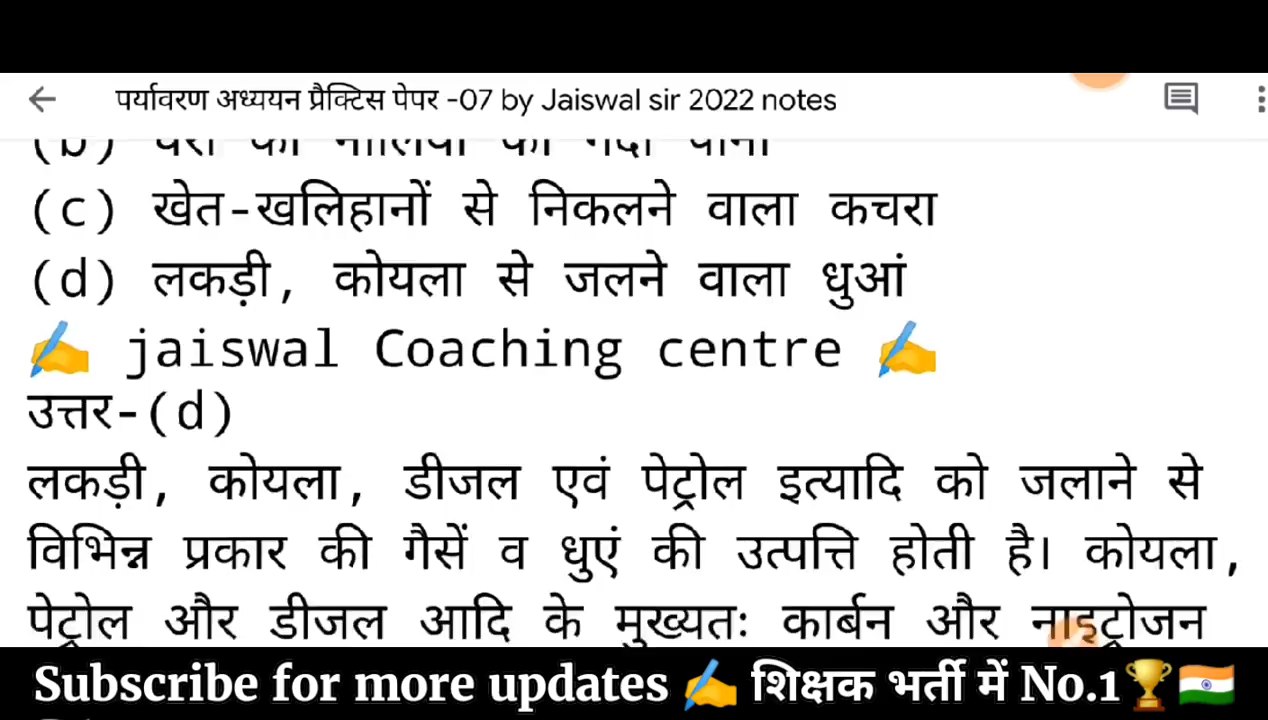 पर्यावरण अध्ययन प्रैक्टिस पेपर -07 by Jaiswal sir 2022 notes
(b) घरों की नालियों का गंदा पानी
(c) खेत-खलिहानों से निकलने वाला कचरा
(d) लकड़ी, कोयला से जलने वाला धुआं
✍ jaiswal Coaching centre ✍
उत्तर-(d)
लकड़ी, कोयला, डीजल एवं पेट्रोल इत्यादि को जलाने से
विभिन्न प्रकार की गैसें व धुएं की उत्पत्ति होती है। कोयला,
पेट्रोल और डीजल आदि के मुख्यतः कार्बन और नाइट्रोजन
Subscribe for more updates ✍ शिक्षक भर्ती में No.1🏆🇮🇳